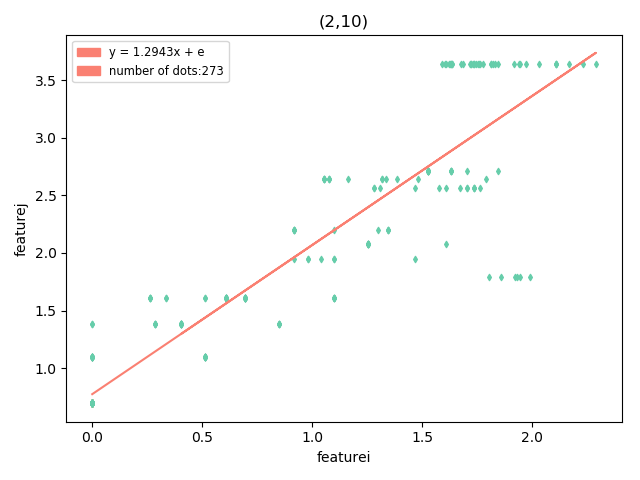 (2,10)
y = 1.2943x + e
number of dots:273
3.5
3.0
2.5
2.0
1.5
1.0
featurej
0.0 0.5 1.0 1.5 2.0
featurei